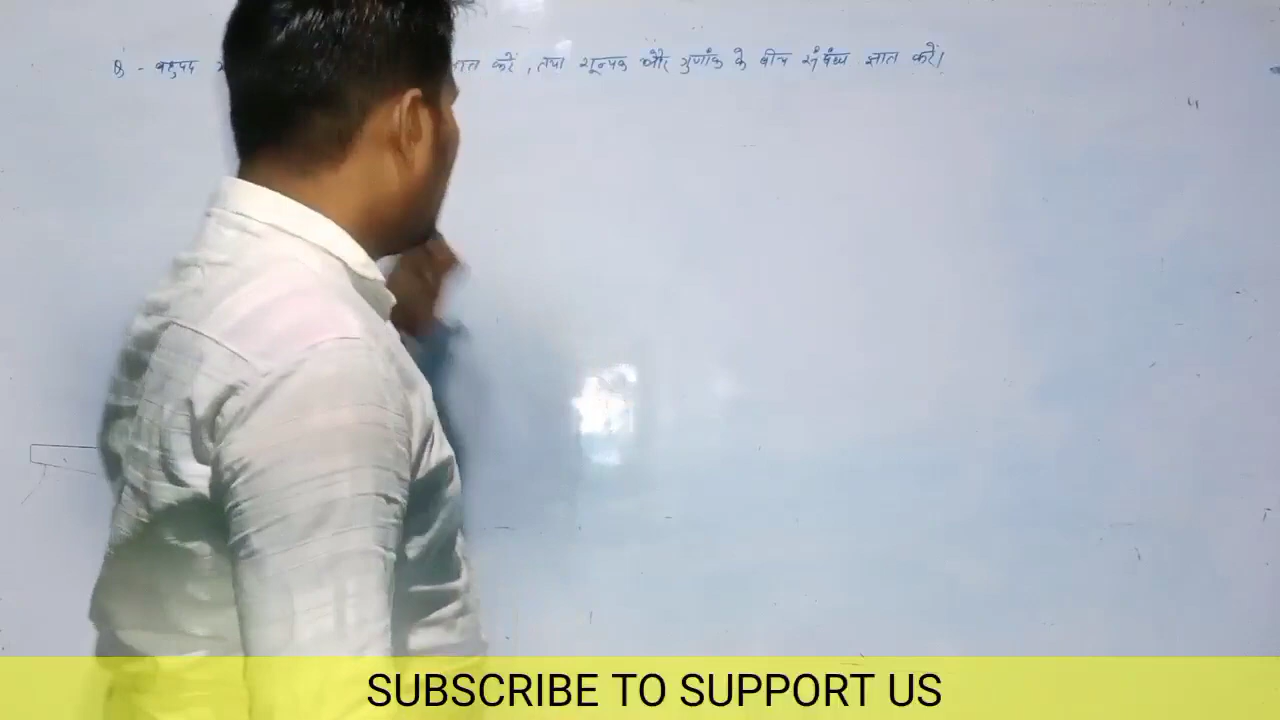 Q - बहुपद
ज्ञात करें, तथा शून्यक और गुणांक के बीच संबंध ज्ञात करें।
SUBSCRIBE TO SUPPORT US